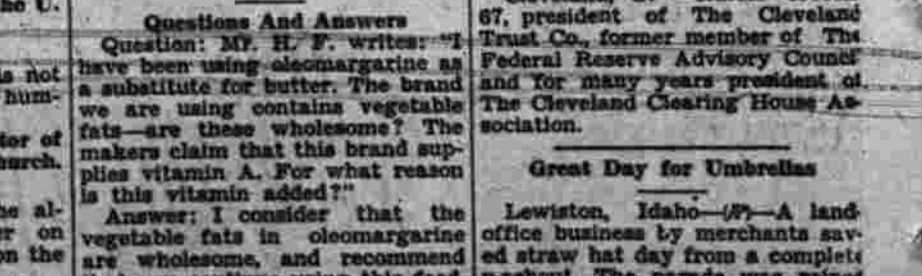 he U.
is not
hum-
tor of
hurch.
he al-
er on
on the
Questions And Answers
Question: Mr. H. F. writes: "I
have been using oleomargarine as
a substitute for butter. The brand
we are using contains vegetable
fats—are these wholesome? The
makers claim that this brand sup-
plies vitamin A. For what reason
is this vitamin added?"
Answer: I consider that the
vegetable fats in oleomargarine
are wholesome, and recommend
67, president of The Cleveland
Trust Co., former member of The
Federal Reserve Advisory Council
and for many years president of
The Cleveland Clearing House As-
sociation.
Great Day for Umbrellas
Lewiston, Idaho—(AP)—A land-
office business by merchants sav-
ed straw hat day from a complete